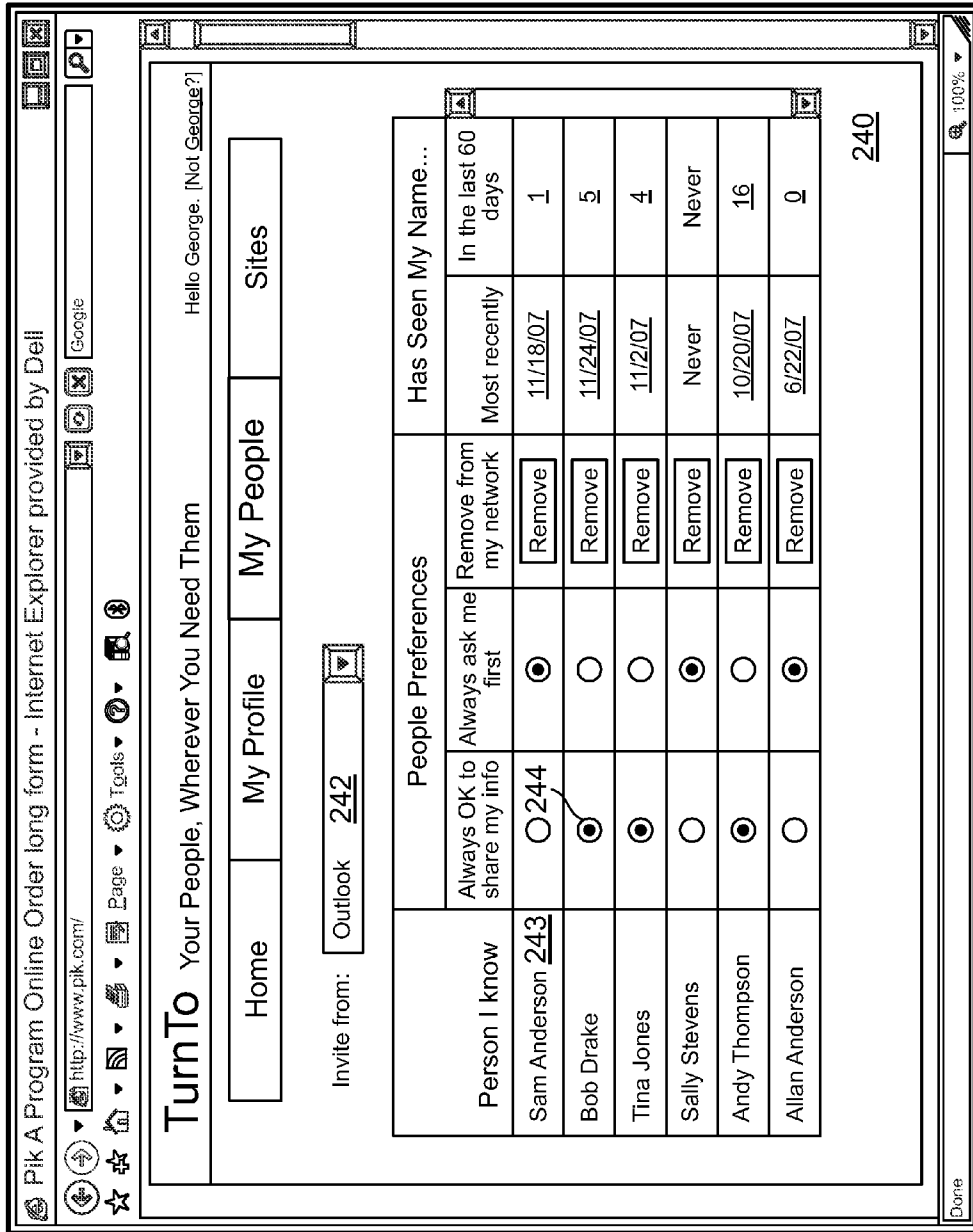 Pik A Program Online Order long form - Internet Explorer provided by Dell
http://www.pik.com/
Google
Page Tools
TurnTo Your People, Wherever You Need Them
Hello George. [Not George?]
Home My Profile My People Sites
Invite from: Outlook 242
People Preferences Has Seen My Name...
Person I know Always OK to share my info Always ask me first Remove from my network Most recently In the last 60 days
Sam Anderson 243 Remove 11/18/07 1
244
Bob Drake Remove 11/24/07 5
Tina Jones Remove 11/2/07 4
Sally Stevens Remove Never Never
Andy Thompson Remove 10/20/07 16
Allan Anderson Remove 6/22/07 0
240
Done 100%